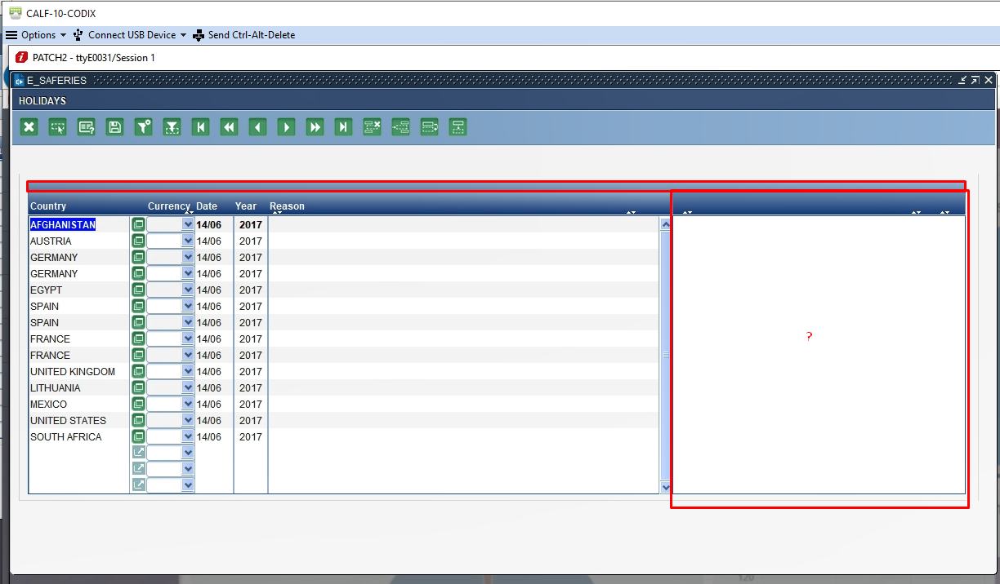 CALF-10-CODIX
Options Connect USB Device Send Ctrl-Alt-Delete
PATCH2 - ttyE0031/Session 1
E_SAFERIES
HOLIDAYS
Country Currency Date Year Reason
AFGHANISTAN 14/06 2017
AUSTRIA 14/06 2017
GERMANY 14/06 2017
GERMANY 14/06 2017
EGYPT 14/06 2017
SPAIN 14/06 2017
SPAIN 14/06 2017
FRANCE 14/06 2017
?
FRANCE 14/06 2017
UNITED KINGDOM 14/06 2017
LITHUANIA 14/06 2017
MEXICO 14/06 2017
UNITED STATES 14/06 2017
SOUTH AFRICA 14/06 2017
120